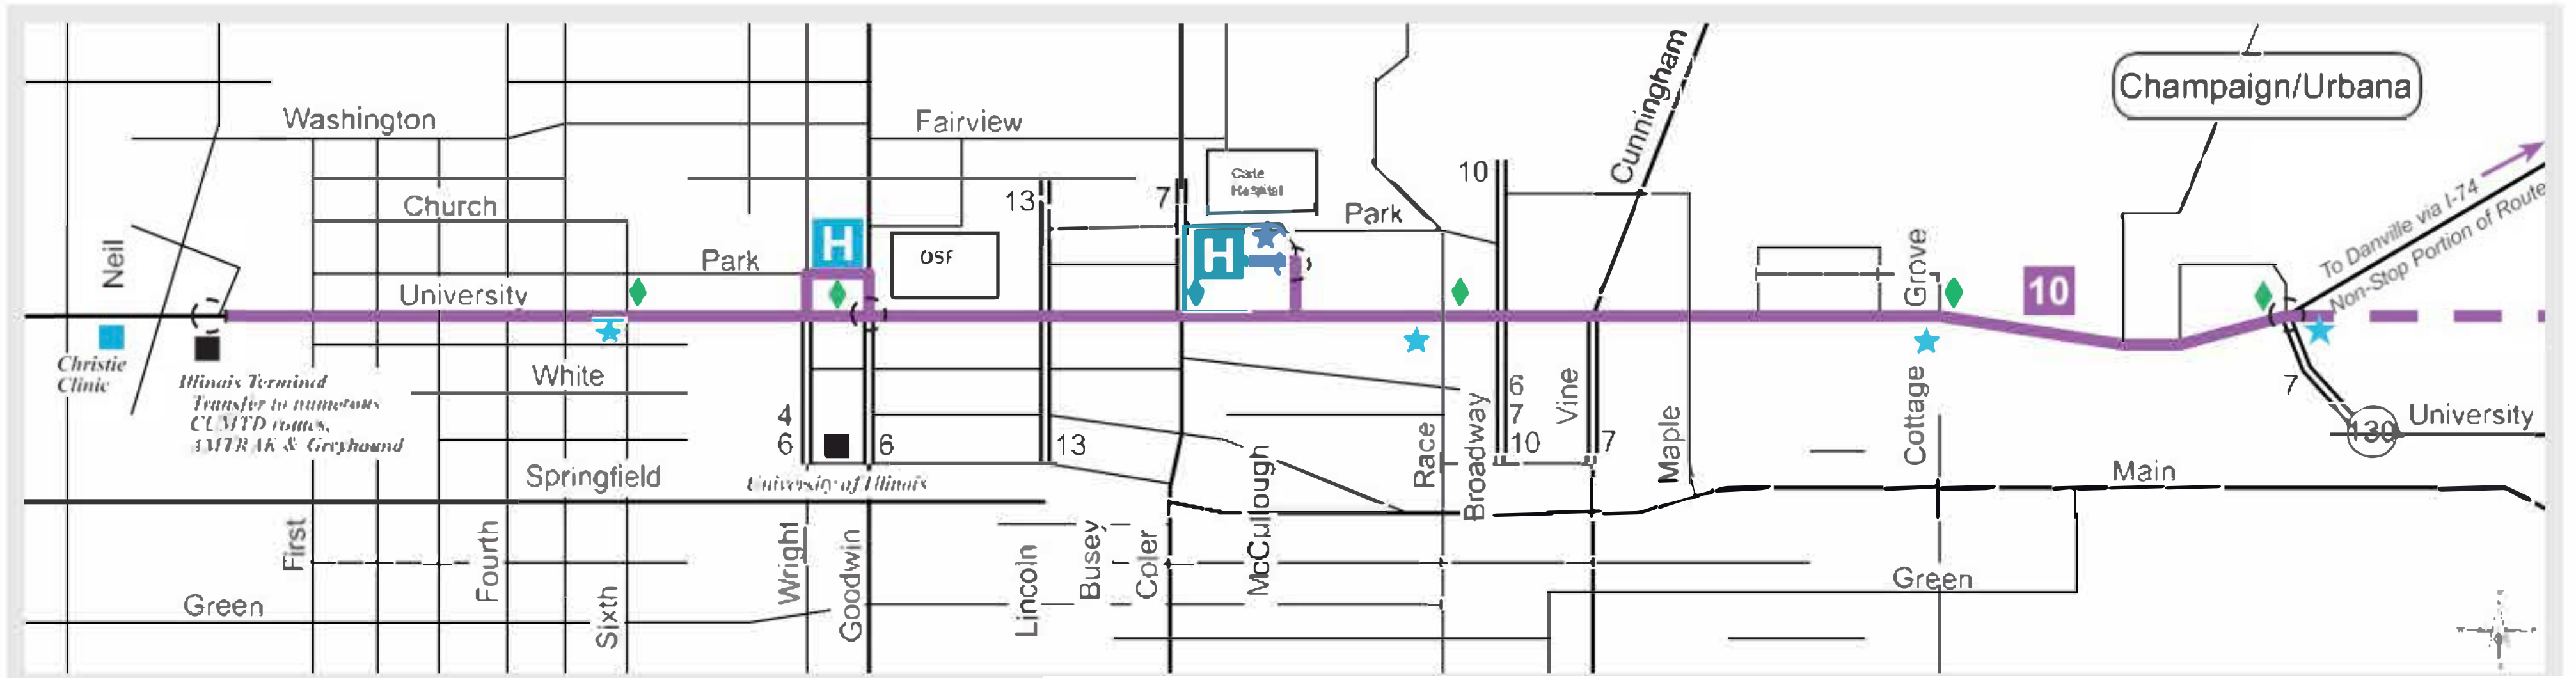 Champaign/Urbana
Washington
Fairview
Cunningham
Church
13
7
10
Park
H
OSF
H
Park
Neil
University
Grove
10
To Danville via I-74
Non-Stop Portion of Route
Christie
Clinic
Illinois Terminal
Transfer to numerous
AMTRAK & Greyhound
White
4
6
6
13
6
7
10
Vine
7
Maple
Cottage
7
University
130
Springfield
University of Illinois
Race
Broadway
Main
First
Fourth
Sixth
Wright
Goodwin
Lincoln
Busey
McCullough
Green
Green